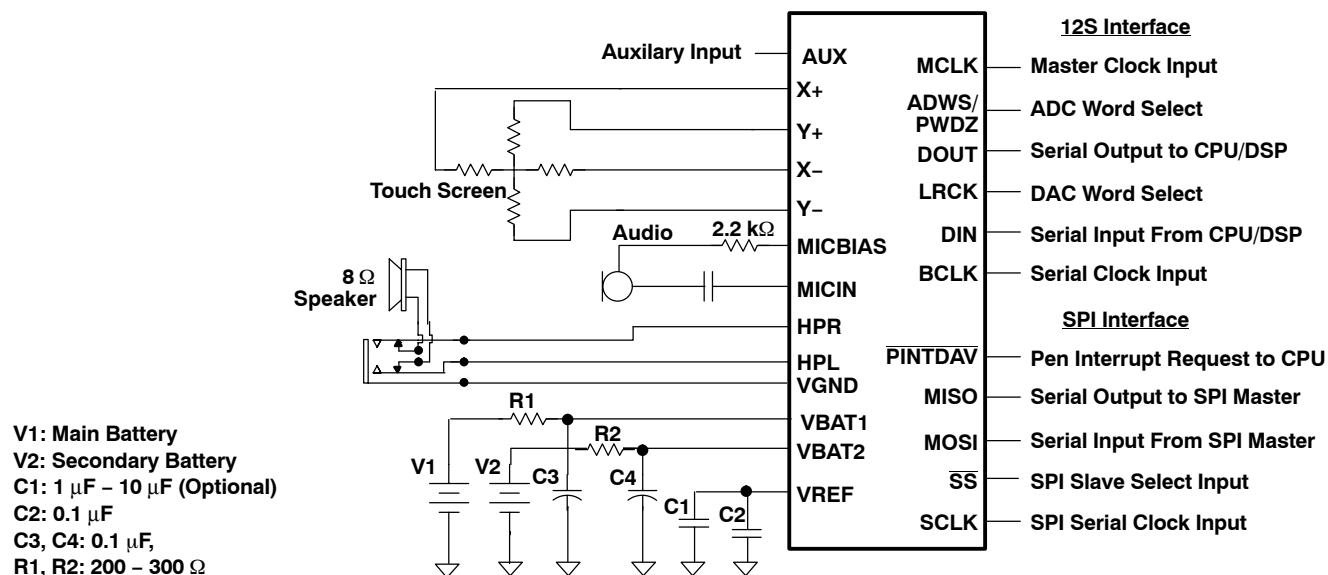 12S Interface
Auxilary Input
AUX
MCLK
Master Clock Input
X+
ADWS/
PWDZ
ADC Word Select
Y+
DOUT
Serial Output to CPU/DSP
X−
Touch Screen
LRCK
DAC Word Select
Y−
Audio
2.2 kΩ
MICBIAS
DIN
Serial Input From CPU/DSP
8 Ω
Speaker
MICIN
BCLK
Serial Clock Input
HPR
SPI Interface
HPL
PINTDAV
Pen Interrupt Request to CPU
VGND
MISO
Serial Output to SPI Master
R1
VBAT1
R2
VBAT2
MOSI
Serial Input From SPI Master
V1
V2
C3
C4
SS
SPI Slave Select Input
VREF
C1
C2
SCLK
SPI Serial Clock Input
V1: Main Battery
V2: Secondary Battery
C1: 1 μF − 10 μF (Optional)
C2: 0.1 μF
C3, C4: 0.1 μF,
R1, R2: 200 − 300 Ω